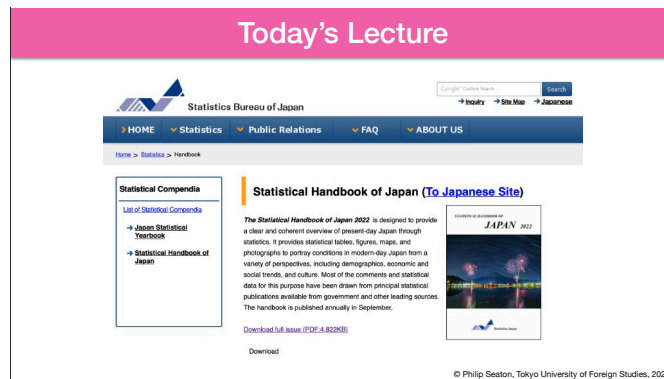 Today's Lecture
Statistics Bureau of Japan
Google™ Custom Search
Search
Inquiry
Site Map
Japanese
HOME
Statistics
Public Relations
FAQ
ABOUT US
Home > Statistics > Handbook
Statistical Compendia
List of Statistical Compendia
Japan Statistical
Yearbook
Statistical Handbook of
Japan
Statistical Handbook of Japan (To Japanese Site)
The Statistical Handbook of Japan 2022 is designed to provide
a clear and coherent overview of present-day Japan through
statistics. It provides statistical tables, figures, maps, and
photographs to portray conditions in modern-day Japan from a
variety of perspectives, including demographics, economic and
social trends, and culture. Most of the comments and statistical
data for this purpose have been drawn from principal statistical
publications available from government and other leading sources.
The handbook is published annually in September.
Download full issue (PDF:4,822KB)
Download
STATISTICAL HANDBOOK OF
JAPAN 2022
Statistics Japan
© Philip Seaton, Tokyo University of Foreign Studies, 202